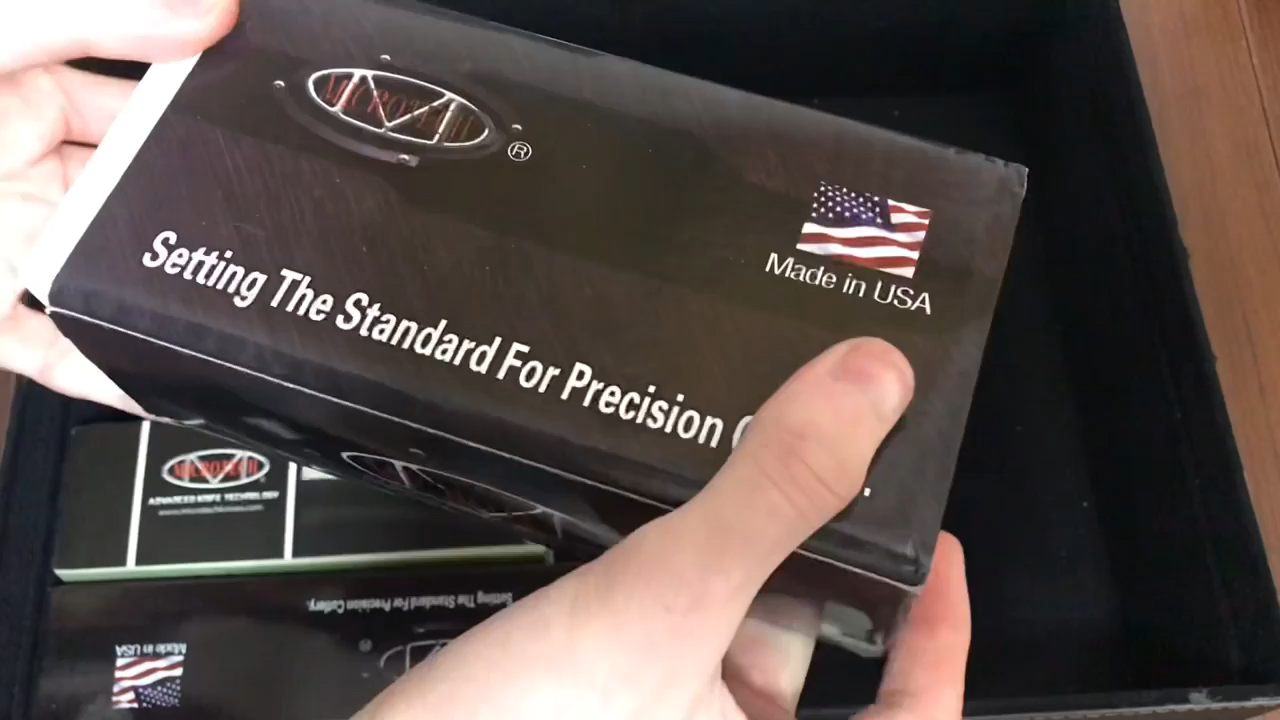 MICROTECH
®
Made in USA
Setting The Standard For Precision
MICROTECH
ADVANCED KNIFE TECHNOLOGY
Setting The Standard For Precision Cutlery.
Made in USA
®